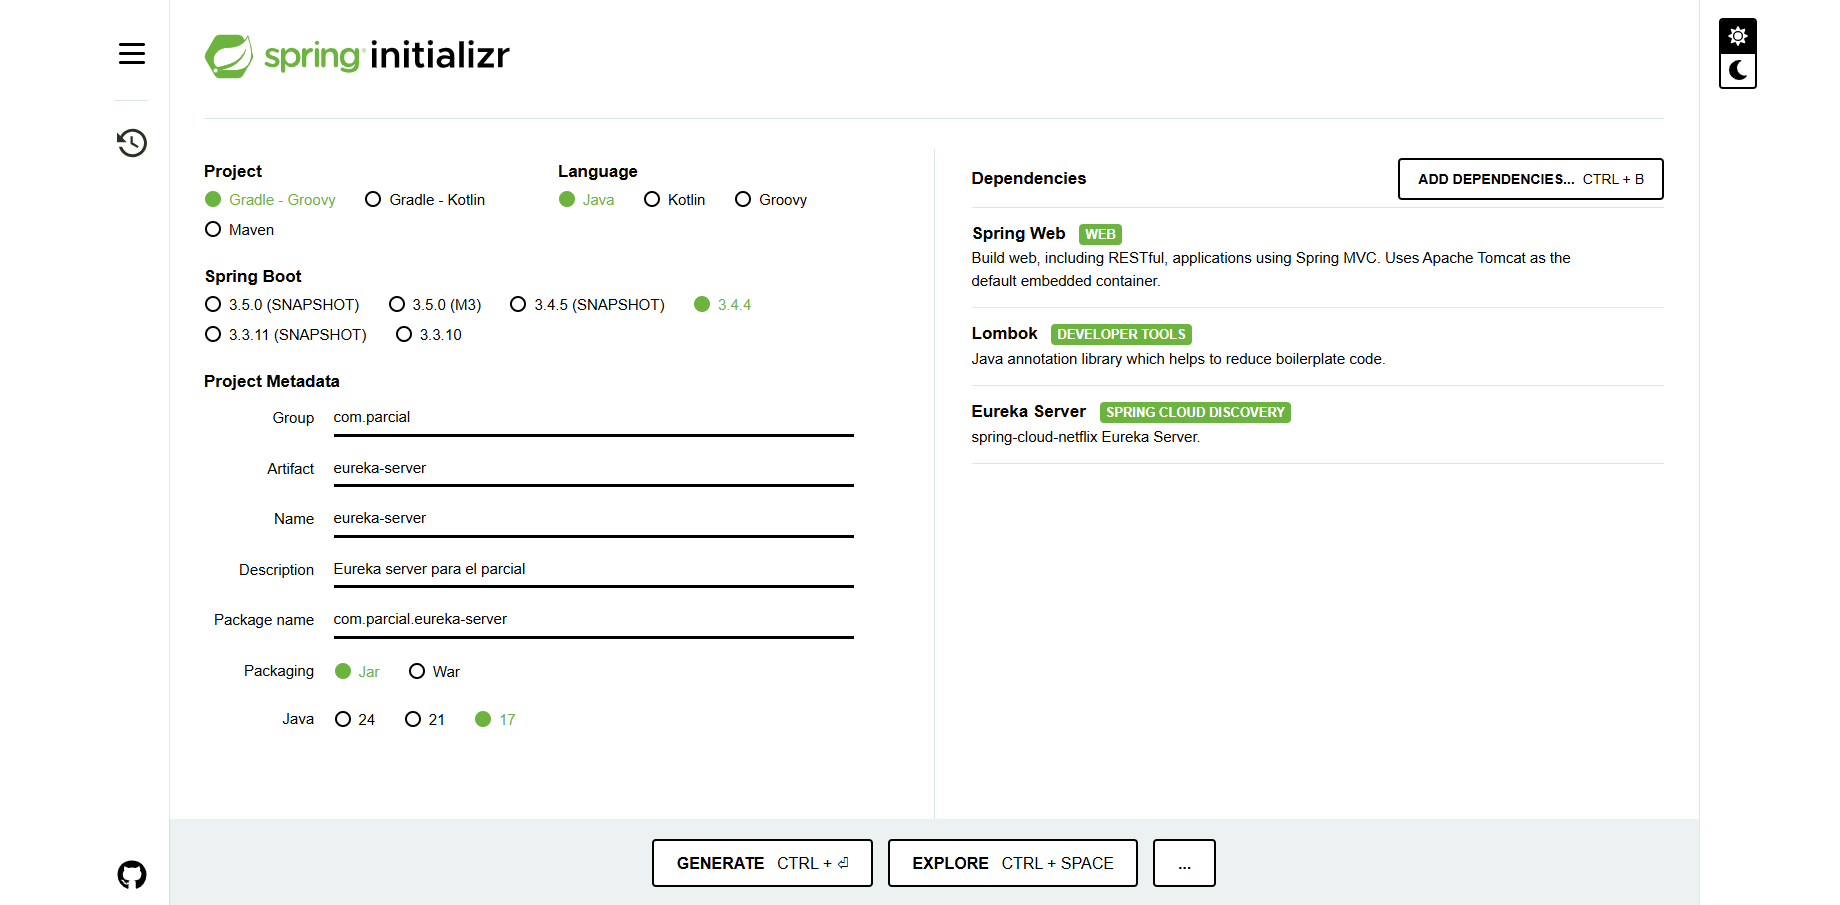 spring initializr
Project
Gradle - Groovy Gradle - Kotlin
Maven
Language
Java Kotlin Groovy
Spring Boot
3.5.0 (SNAPSHOT) 3.5.0 (M3) 3.4.5 (SNAPSHOT) 3.4.4
3.3.11 (SNAPSHOT) 3.3.10
Project Metadata
Group com.parcial
Artifact eureka-server
Name eureka-server
Description Eureka server para el parcial
Package name com.parcial.eureka-server
Packaging Jar War
Java 24 21 17
Dependencies
ADD DEPENDENCIES... CTRL + B
Spring Web WEB
Build web, including RESTful, applications using Spring MVC. Uses Apache Tomcat as the
default embedded container.
Lombok DEVELOPER TOOLS
Java annotation library which helps to reduce boilerplate code.
Eureka Server SPRING CLOUD DISCOVERY
spring-cloud-netflix Eureka Server.
GENERATE CTRL + ⏎
EXPLORE CTRL + SPACE
...